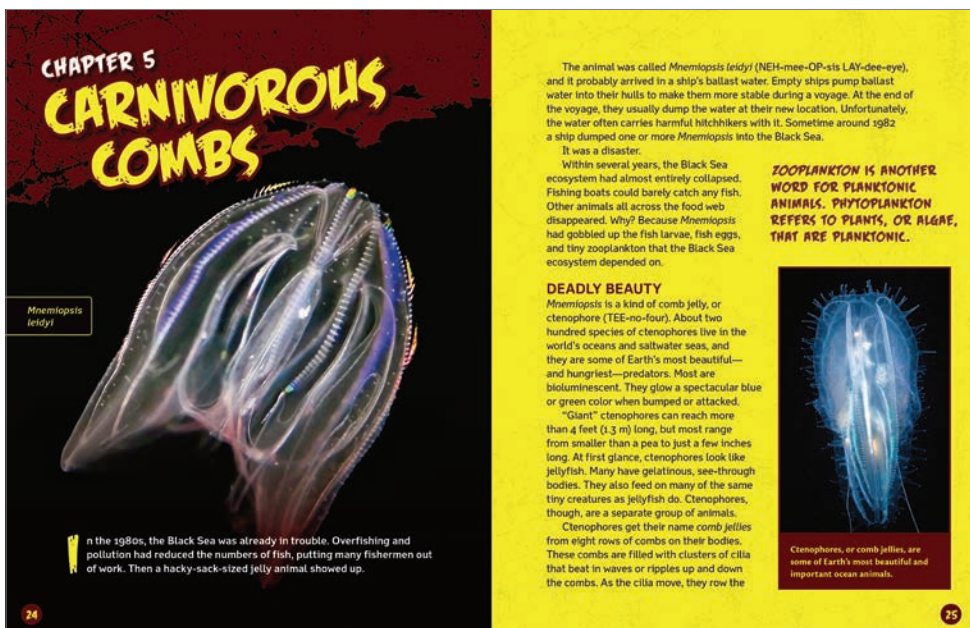 CHAPTER 5
CARNIVOROUS
COMBS
Mnemiopsis
leidyi
In the 1980s, the Black Sea was already in trouble. Overfishing and
pollution had reduced the numbers of fish, putting many fishermen out
of work. Then a hacky-sack-sized jelly animal showed up.
24
The animal was called Mnemiopsis leidyi (NEH-mee-OP-sis LAY-dee-eye),
and it probably arrived in a ship's ballast water. Empty ships pump ballast
water into their hulls to make them more stable during a voyage. At the end of
the voyage, they usually dump the water at their new location. Unfortunately,
the water often carries harmful hitchhikers with it. Sometime around 1982
a ship dumped one or more Mnemiopsis into the Black Sea.
It was a disaster.
Within several years, the Black Sea
ecosystem had almost entirely collapsed.
Fishing boats could barely catch any fish.
Other animals all across the food web
disappeared. Why? Because Mnemiopsis
had gobbled up the fish larvae, fish eggs,
and tiny zooplankton that the Black Sea
ecosystem depended on.
ZOOPLANKTON IS ANOTHER
WORD FOR PLANKTONIC
ANIMALS. PHYTOPLANKTON
REFERS TO PLANTS, OR ALGAE,
THAT ARE PLANKTONIC.
DEADLY BEAUTY
Mnemiopsis is a kind of comb jelly, or
ctenophore (TEE-no-four). About two
hundred species of ctenophores live in the
world's oceans and saltwater seas, and
they are some of Earth's most beautiful—
and hungriest—predators. Most are
bioluminescent. They glow a spectacular blue
or green color when bumped or attacked.
"Giant" ctenophores can reach more
than 4 feet (1.3 m) long, but most range
from smaller than a pea to just a few inches
long. At first glance, ctenophores look like
jellyfish. Many have gelatinous, see-through
bodies. They also feed on many of the same
tiny creatures as jellyfish do. Ctenophores,
though, are a separate group of animals.
Ctenophores get their name comb jellies
from eight rows of combs on their bodies.
These combs are filled with clusters of cilia
that beat in waves or ripples up and down
the combs. As the cilia move, they row the
Ctenophores, or comb jellies, are
some of Earth's most beautiful and
important ocean animals.
25